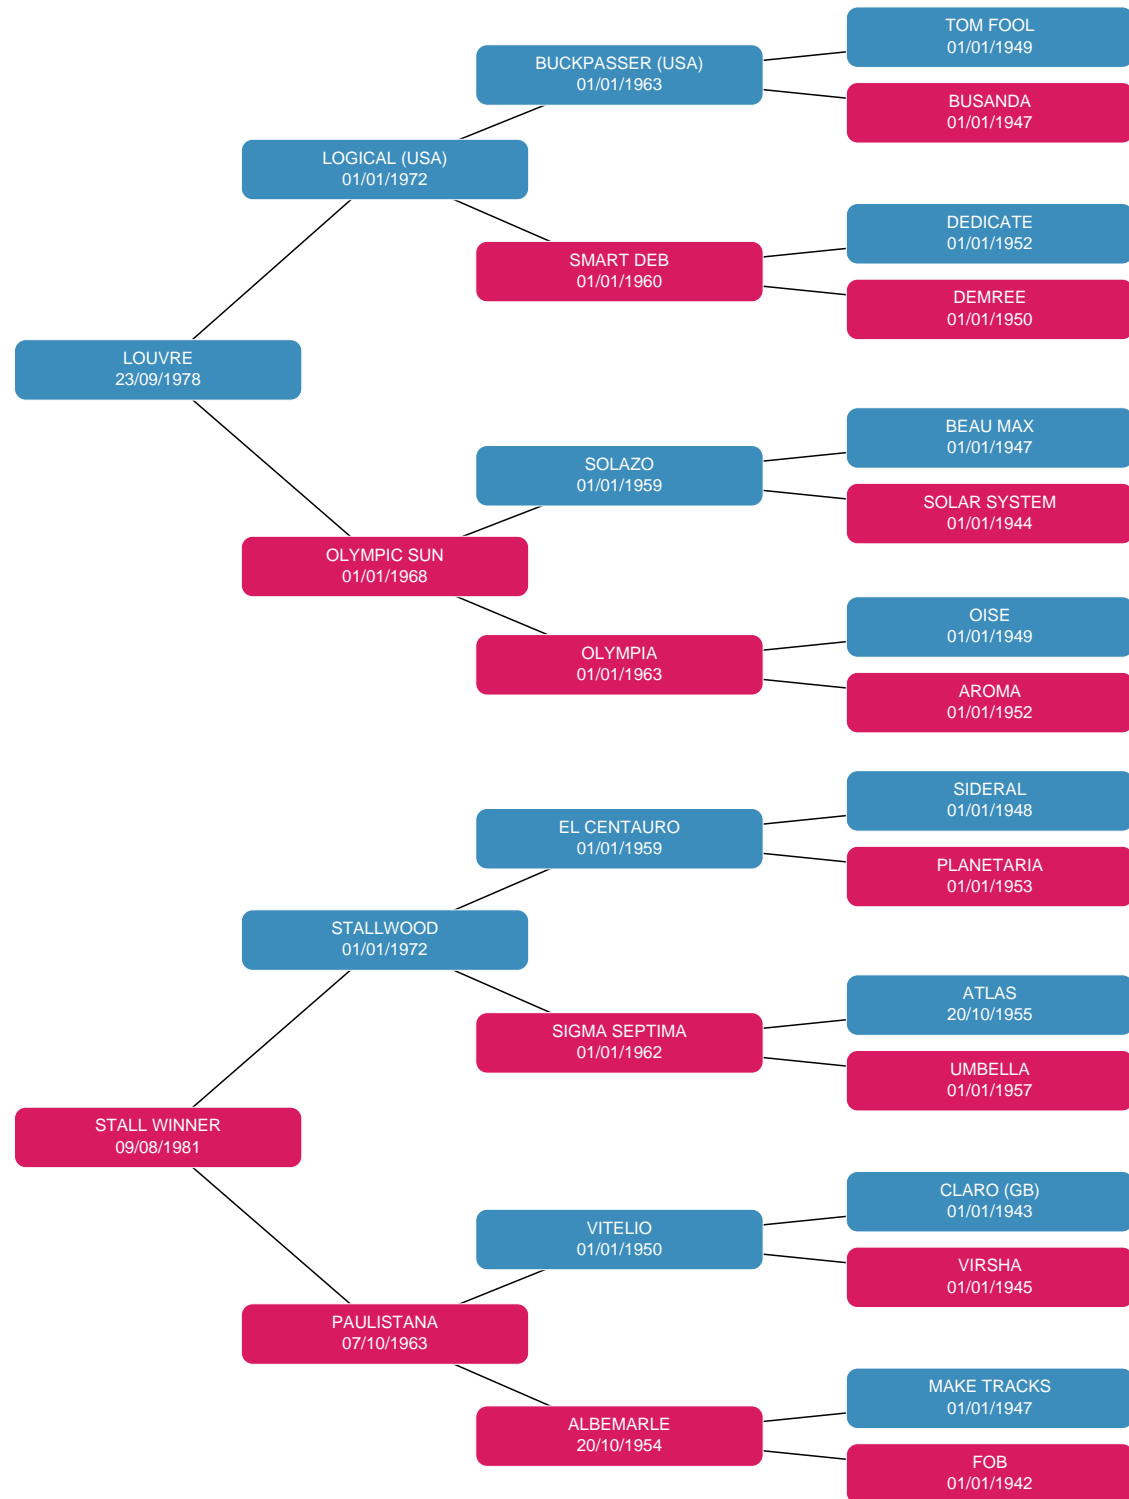 TOM FOOL
01/01/1949
BUCKPASSER (USA)
01/01/1963
BUSANDA
01/01/1947
LOGICAL (USA)
01/01/1972
DEDICATE
01/01/1952
SMART DEB
01/01/1960
DEMREE
01/01/1950
LOUVRE
23/09/1978
BEAU MAX
01/01/1947
SOLAZO
01/01/1959
SOLAR SYSTEM
01/01/1944
OLYMPIC SUN
01/01/1968
OISE
01/01/1949
OLYMPIA
01/01/1963
AROMA
01/01/1952
SIDERAL
01/01/1948
EL CENTAURO
01/01/1959
PLANETARIA
01/01/1953
STALLWOOD
01/01/1972
ATLAS
20/10/1955
SIGMA SEPTIMA
01/01/1962
UMBELLA
01/01/1957
STALL WINNER
09/08/1981
CLARO (GB)
01/01/1943
VITELIO
01/01/1950
VIRSHA
01/01/1945
PAULISTANA
07/10/1963
MAKE TRACKS
01/01/1947
ALBEMARLE
20/10/1954
FOB
01/01/1942